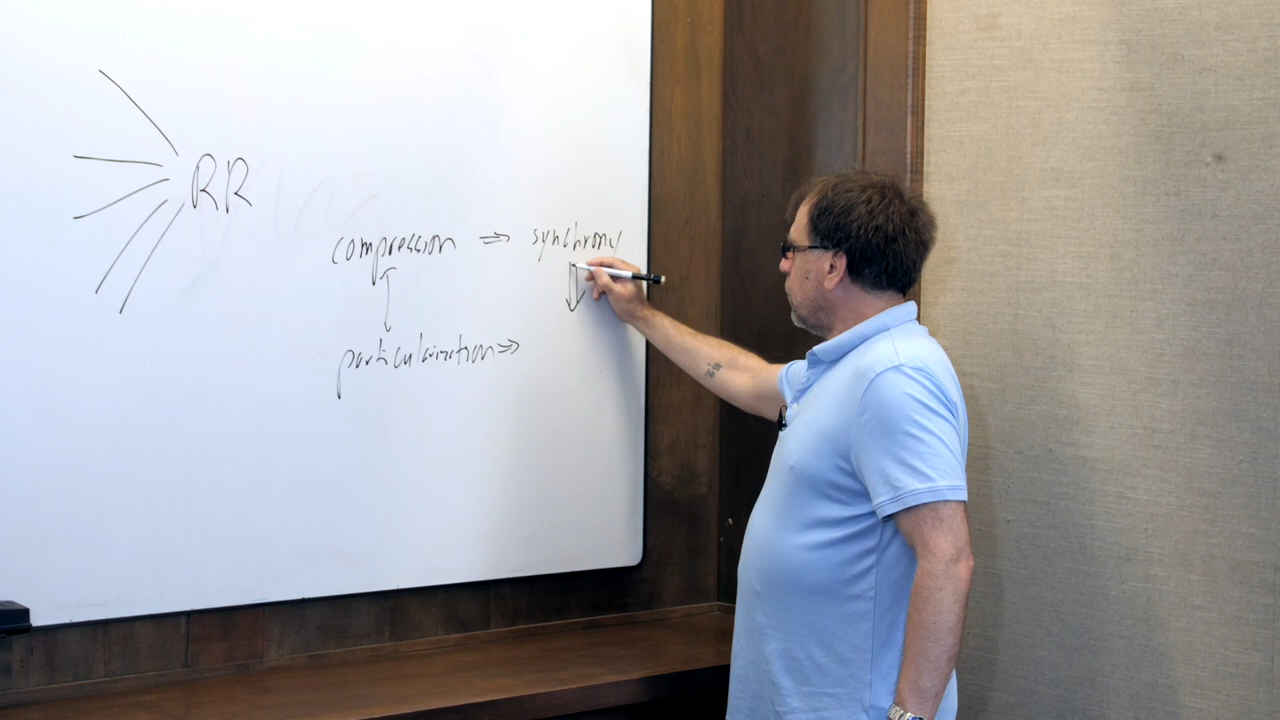 RR
compression ⇒ synchrony
particularization ⇒